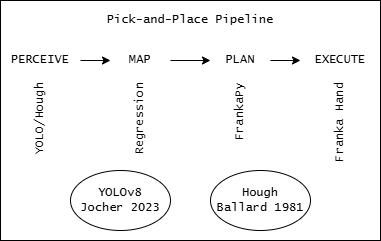 Pick-and-Place Pipeline
PERCEIVE
MAP
PLAN
EXECUTE
YOLO/Hough
Regression
FrankaPy
Franka Hand
YOLOv8
Jocher 2023
Hough
Ballard 1981